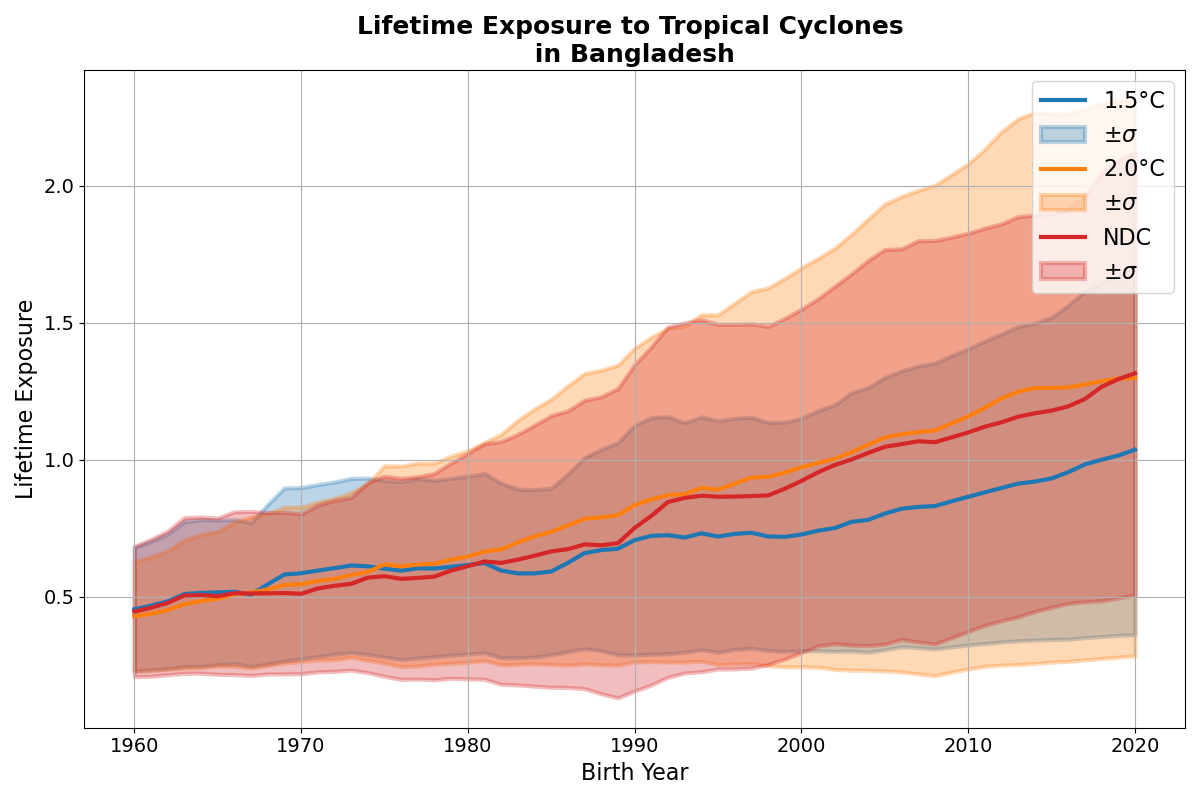 Lifetime Exposure to Tropical Cyclones
in Bangladesh
1.5°C
±σ
2.0°C
±σ
NDC
±σ
Lifetime Exposure
2.0
1.5
1.0
0.5
1960 1970 1980 1990 2000 2010 2020
Birth Year